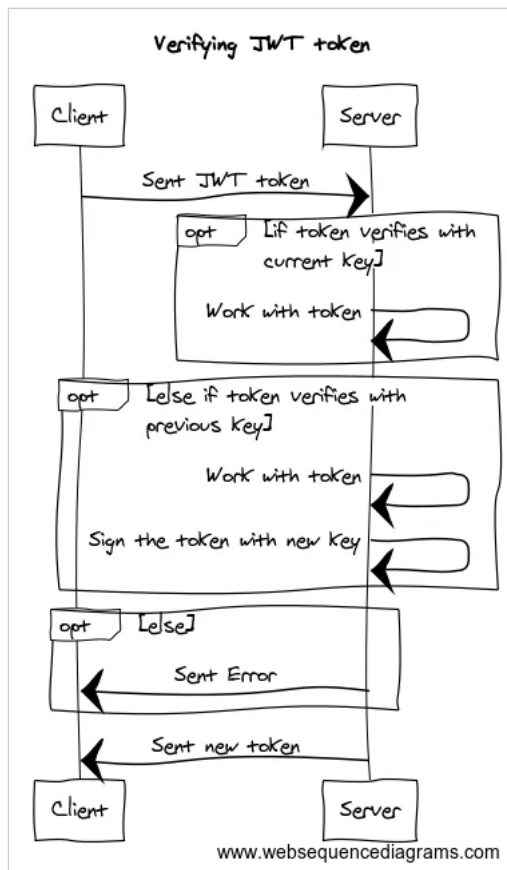 Verifying JWT token
Client
Server
Sent JWT token
opt
[if token verifies with
current key]
Work with token
opt
[else if token verifies with
previous key]
Work with token
Sign the token with new key
opt
[else]
Sent Error
Sent new token
Client
Server
www.websequencediagrams.com